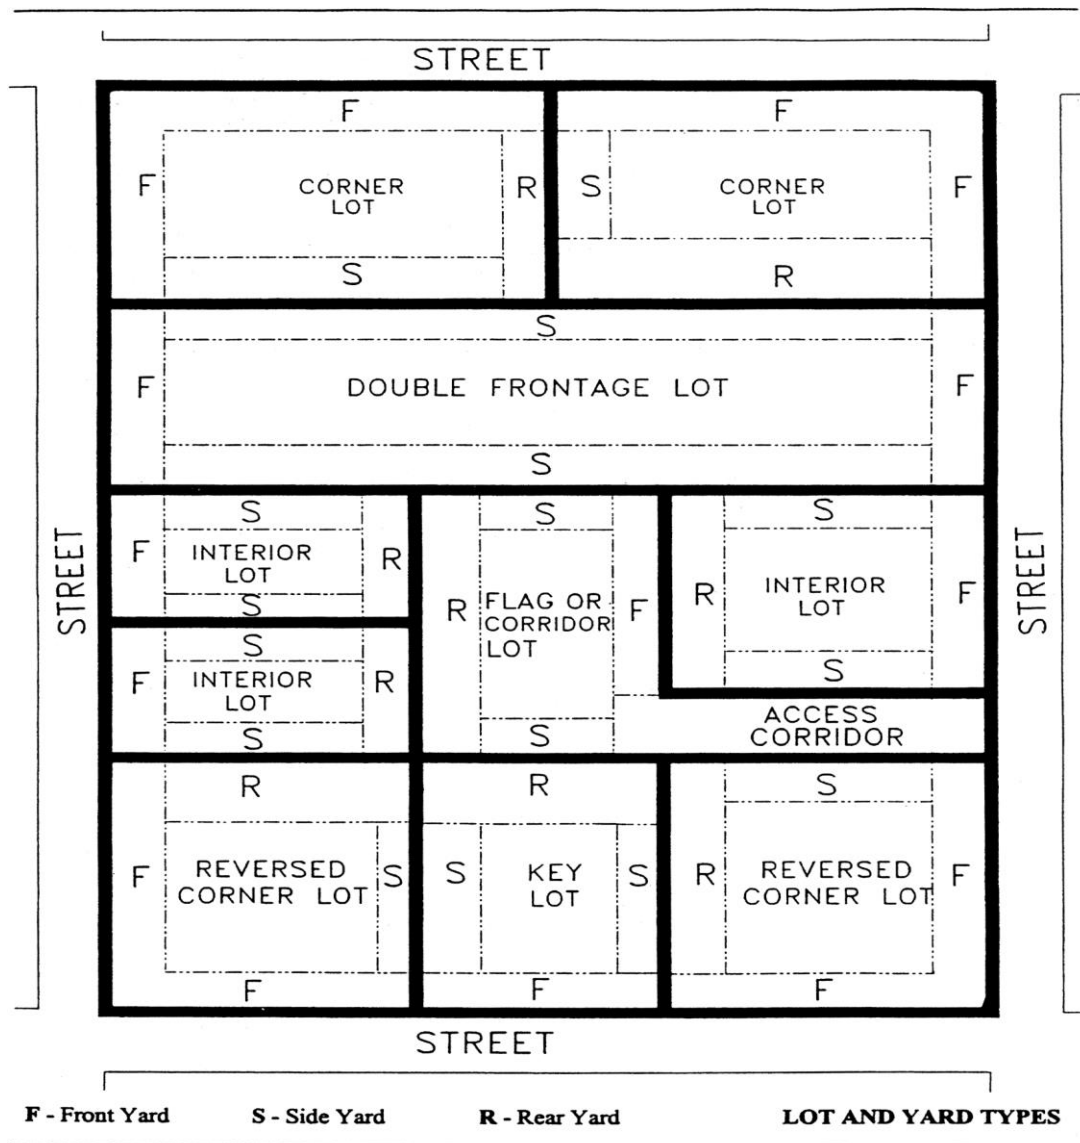 STREET
F
F
F
CORNER
LOT
R
S
CORNER
LOT
F
S
R
S
F
DOUBLE FRONTAGE LOT
F
S
S
S
S
F
INTERIOR
LOT
R
S
R
FLAG OR
CORRIDOR
LOT
F
R
INTERIOR
LOT
F
STREET
STREET
S
F
INTERIOR
LOT
R
S
S
S
ACCESS
CORRIDOR
R
R
S
F
REVERSED
CORNER LOT
S
S
KEY
LOT
S
R
REVERSED
CORNER LOT
F
F
F
F
STREET
F - Front Yard
S - Side Yard
R - Rear Yard
LOT AND YARD TYPES